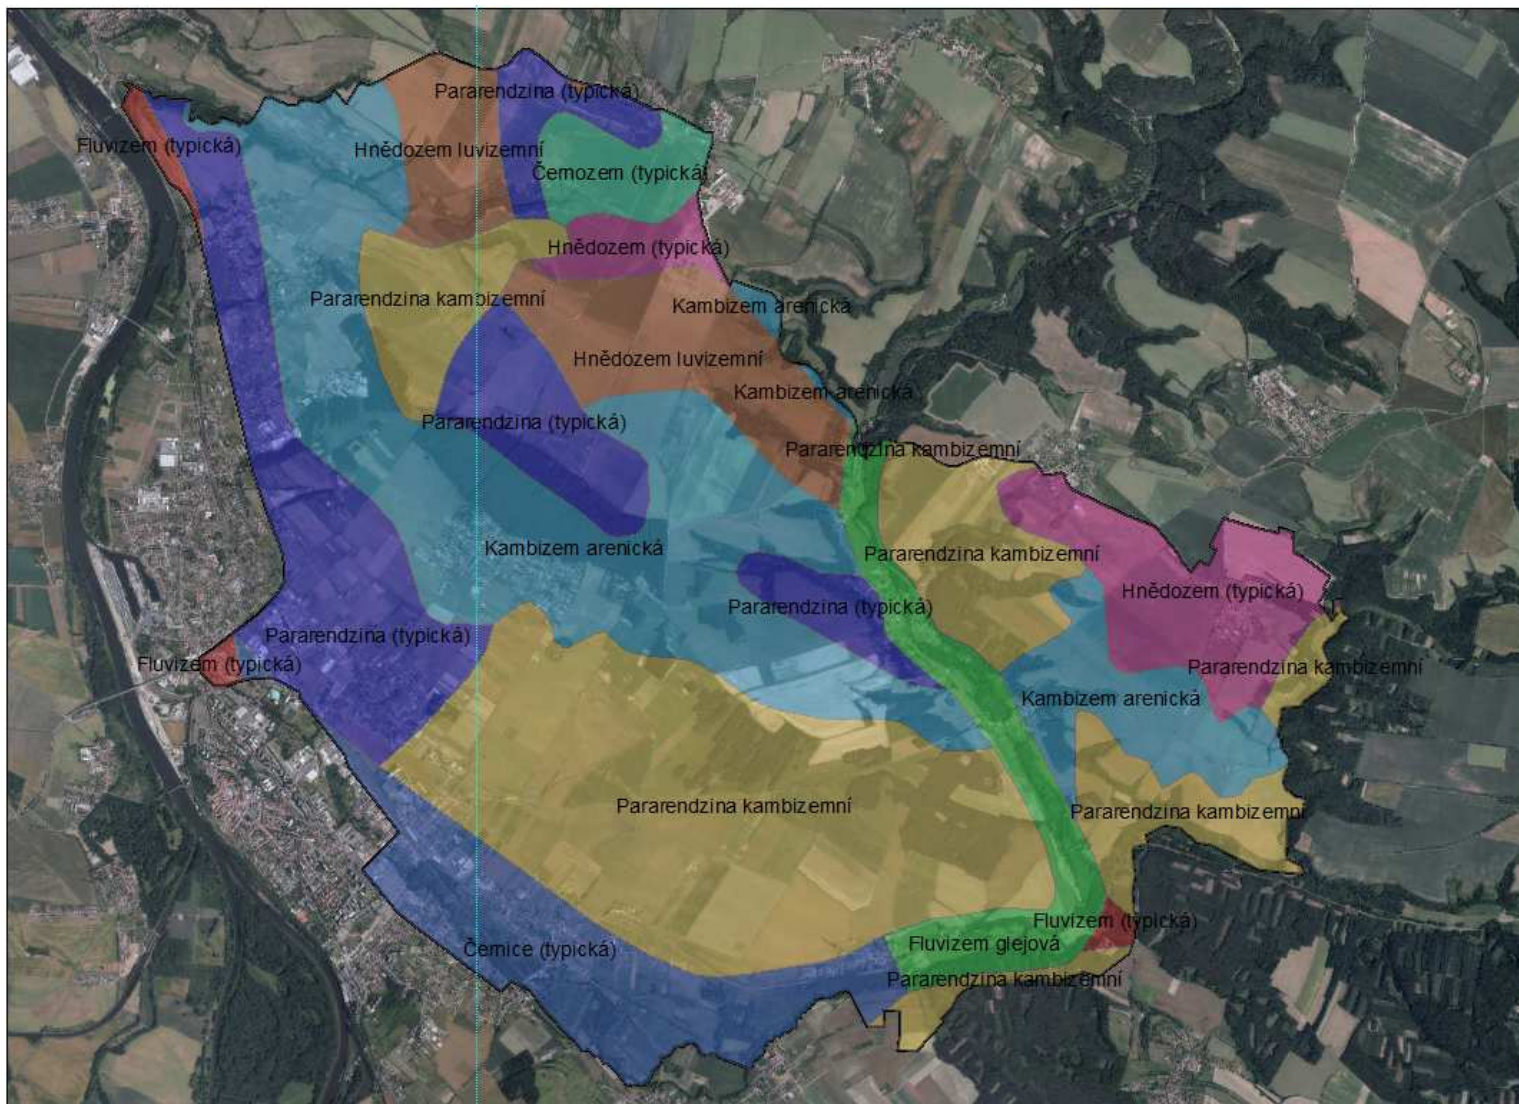 Pararendzina (typická)
Fluvizem (typická)
Hnědozem luvizemní
Černozem (typická)
Hnědozem (typická)
Pararendzina kambizemní
Kambizem arenická
Hnědozem luvizemní
Kambizem arenická
Pararendzina (typická)
Pararendzina kambizemní
Kambizem arenická
Pararendzina kambizemní
Hnědozem (typická)
Pararendzina (typická)
Pararendzina (typická)
Fluvizem (typická)
Pararendzina kambizemní
Kambizem arenická
Pararendzina kambizemní
Pararendzina kambizemní
Fluvizem (typická)
Fluvizem glejová
Černice (typická)
Pararendzina kambizemní